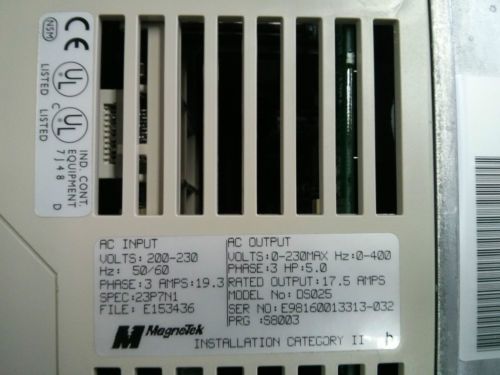 NSM
CE
UL LISTED
C UL LISTED
IND. CONT.
EQUIPMENT
7J48 D
AC INPUT
VOLTS: 200-230
Hz: 50/60
PHASE: 3 AMPS:19.3
SPEC:23P7N1
FILE: E153436
AC OUTPUT
VOLTS:0-230MAX Hz:0-400
PHASE:3 HP:5.0
RATED OUTPUT: 17.5 AMPS
MODEL No: DS025
SER NO:E98160013313-032
PRG :S8003
MagneTek
INSTALLATION CATEGORY II h